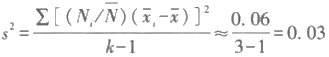 s² = Σ[(Nᵢ/N̄)(x̄ᵢ-x̄)]² / k-1 ≈ 0.06 / 3-1 = 0.03